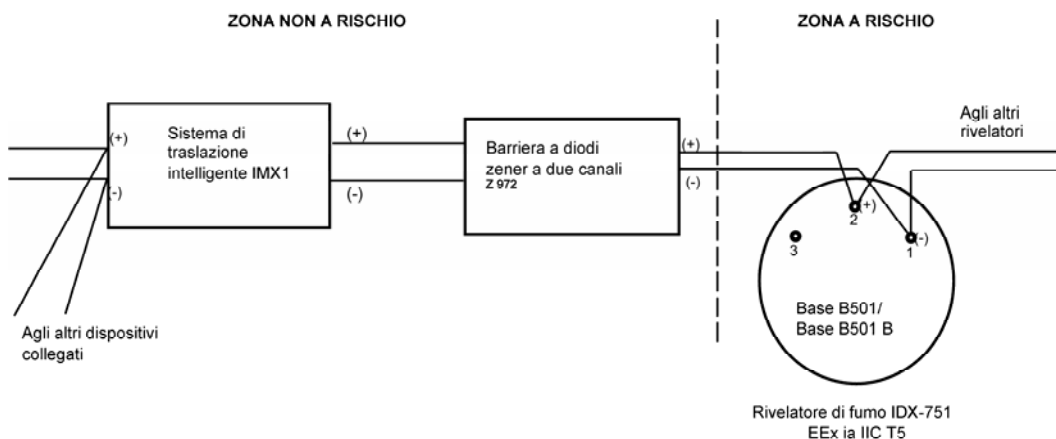 ZONA NON A RISCHIO
ZONA A RISCHIO
(+)
(-)
Sistema di
traslazione
intelligente IMX1
(+)
(-)
Barriera a diodi
zener a due canali
Z 972
(+)
(-)
Agli altri
rivelatori
2
(+)
3
1
(-)
Base B501/
Base B501 B
Agli altri dispositivi
collegati
Rivelatore di fumo IDX-751
EEx ia IIC T5